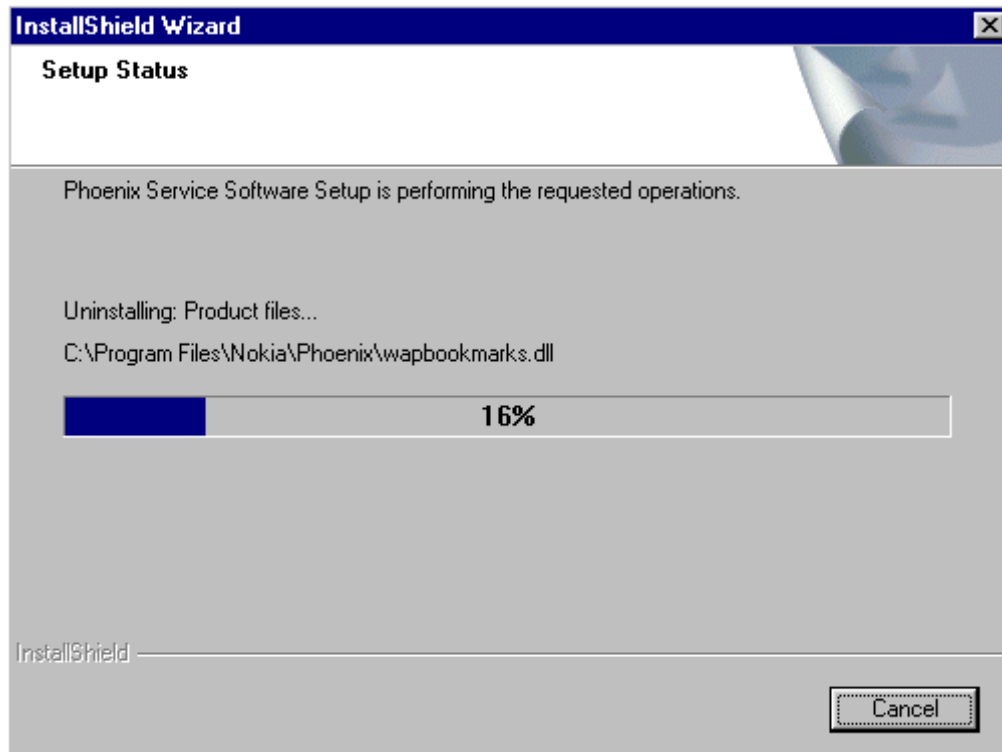 InstallShield Wizard
Setup Status
Phoenix Service Software Setup is performing the requested operations.
Uninstalling: Product files...
C:\Program Files\Nokia\Phoenix\wapbookmarks.dll
16%
InstallShield
Cancel